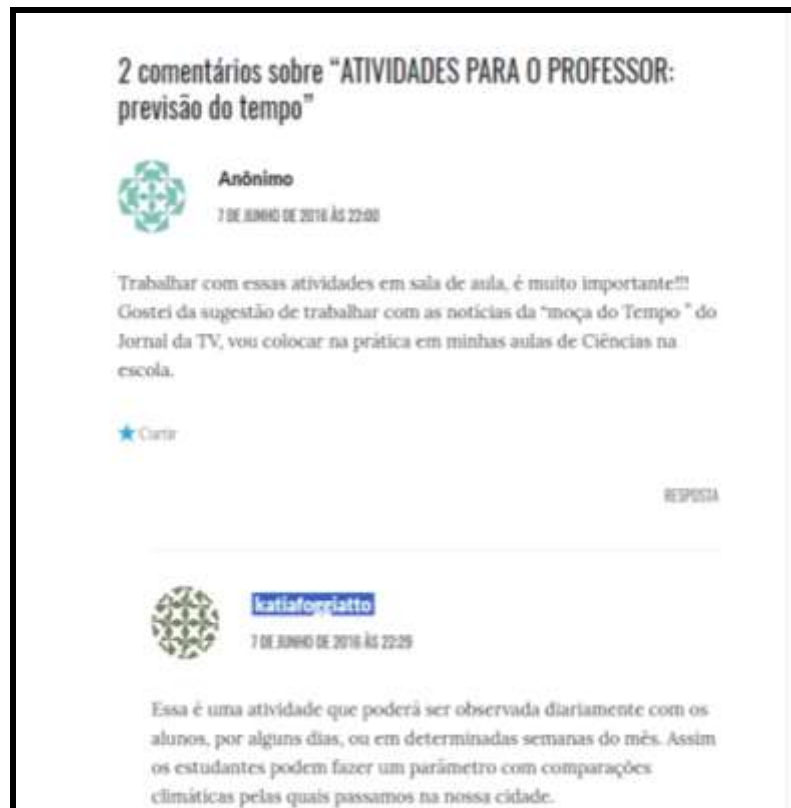 2 comentários sobre “ATIVIDADES PARA O PROFESSOR:
previsão do tempo”
Anônimo
7 DE JUNHO DE 2016 ÀS 22:00
Trabalhar com essas atividades em sala de aula, é muito importante!!!
Gostei da sugestão de trabalhar com as notícias da “moça do Tempo ” do
Jornal da TV, vou colocar na prática em minhas aulas de Ciências na
escola.
Curtir
RESPOSTA
katiafoggiatto
7 DE JUNHO DE 2016 ÀS 22:29
Essa é uma atividade que poderá ser observada diariamente com os
alunos, por alguns dias, ou em determinadas semanas do mês. Assim
os estudantes podem fazer um parâmetro com comparações
climáticas pelas quais passamos na nossa cidade.